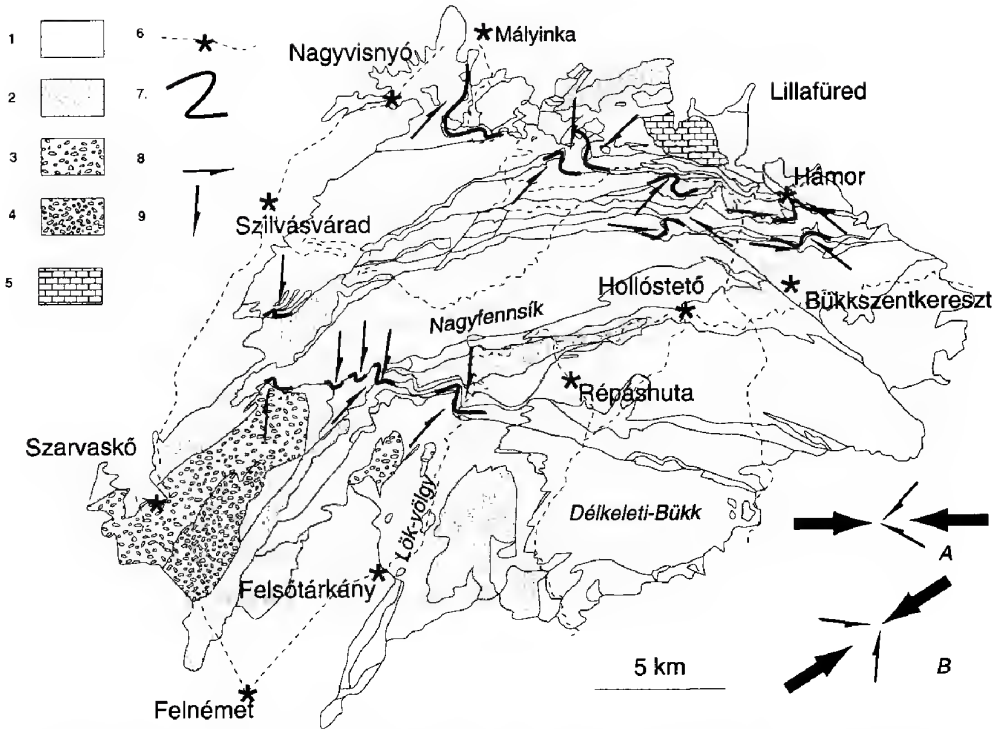 1
2
3
4
5
6
7.
8
9
Nagyvisnyó
Mályinka
Lillafüred
Hámor
Szilvásvárad
Hollóstető
Bükkszentkereszt
Nagyfennsík
Répáshuta
Szarvaskő
Lök-völgy
Délkeleti-Bükk
Felsőtárkány
Felnémet
5 km
A
B